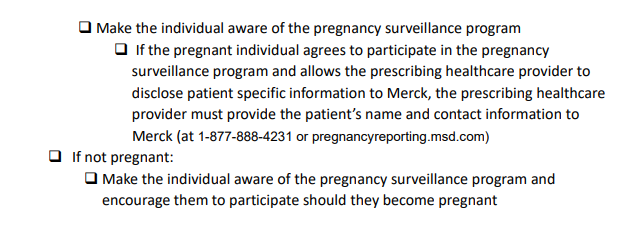 ❑ Make the individual aware of the pregnancy surveillance program
❑ If the pregnant individual agrees to participate in the pregnancy
surveillance program and allows the prescribing healthcare provider to
disclose patient specific information to Merck, the prescribing healthcare
provider must provide the patient's name and contact information to
Merck (at 1-877-888-4231 or pregnancyreporting.msd.com)
❑ If not pregnant:
❑ Make the individual aware of the pregnancy surveillance program and
encourage them to participate should they become pregnant